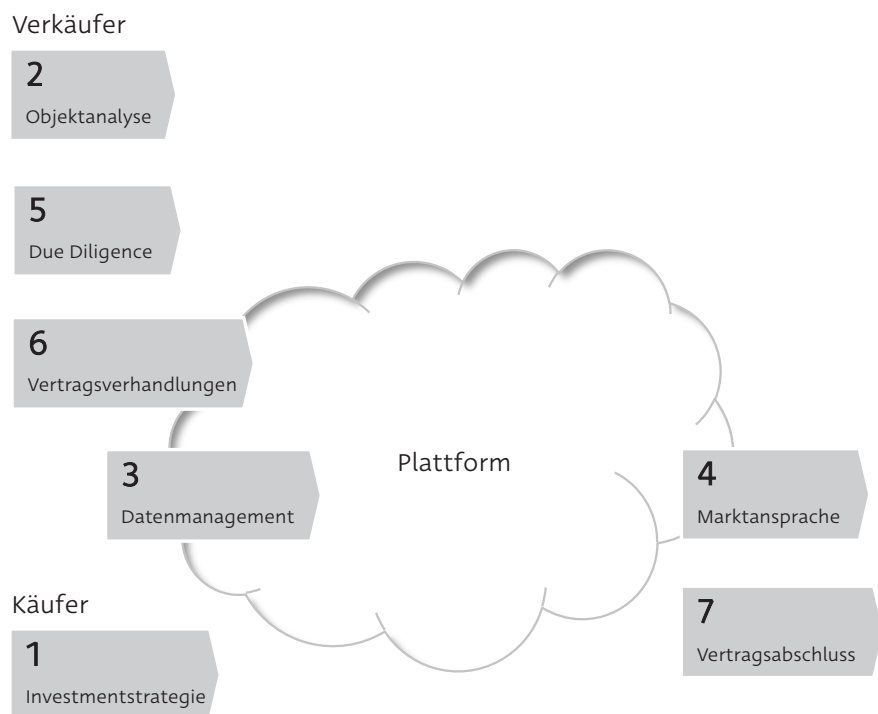 Verkäufer
2
Objektanalyse
5
Due Diligence
6
Vertragsverhandlungen
3
Datenmanagement
Plattform
4
Marktansprache
Käufer
1
Investmentstrategie
7
Vertragsabschluss